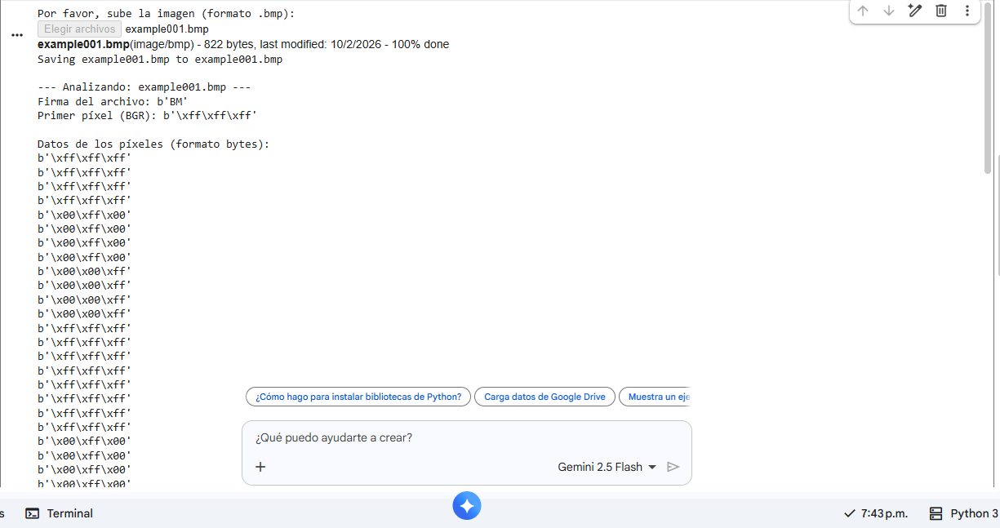 Por favor, sube la imagen (formato .bmp):
Elegir archivos example001.bmp
example001.bmp(image/bmp) - 822 bytes, last modified: 10/2/2026 - 100% done
Saving example001.bmp to example001.bmp
--- Analizando: example001.bmp ---
Firma del archivo: b'BM'
Primer píxel (BGR): b'\xff\xff\xff'
Datos de los píxeles (formato bytes):
b'\xff\xff\xff'
b'\xff\xff\xff'
b'\xff\xff\xff'
b'\xff\xff\xff'
b'\x00\xff\x00'
b'\x00\xff\x00'
b'\x00\xff\x00'
b'\x00\xff\x00'
b'\x00\x00\xff'
b'\x00\x00\xff'
b'\x00\x00\xff'
b'\x00\x00\xff'
b'\xff\xff\xff'
b'\xff\xff\xff'
b'\xff\xff\xff'
b'\xff\xff\xff'
b'\xff\xff\xff'
b'\xff\xff\xff'
b'\xff\xff\xff'
b'\xff\xff\xff'
b'\x00\xff\x00'
b'\x00\xff\x00'
b'\x00\xff\x00'
b'\x00\xff\x00'
¿Cómo hago para instalar bibliotecas de Python? Carga datos de Google Drive Muestra un eje
¿Qué puedo ayudarte a crear?
Gemini 2.5 Flash
s Terminal 7:43 p.m. Python 3